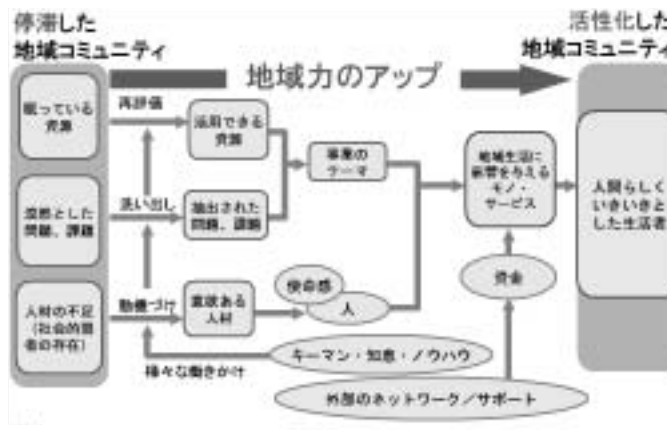 停滞した
地域コミュニティ
活性化した
地域コミュニティ
地域力のアップ
眠っている
資源
再評価
活用できる
資源
事業の
テーマ
地域生活に
影響を与える
モノ・
サービス
人間らしく
いきいきと
した生活者
漠然とした
問題、課題
洗い出し
抽出された
問題、課題
人材の不足
(社会的弱
者の存在)
動機づけ
意欲ある
人材
使命感
人
資金
様々な働きかけ
キーマン・知恵・ノウハウ
外部のネットワーク／サポート